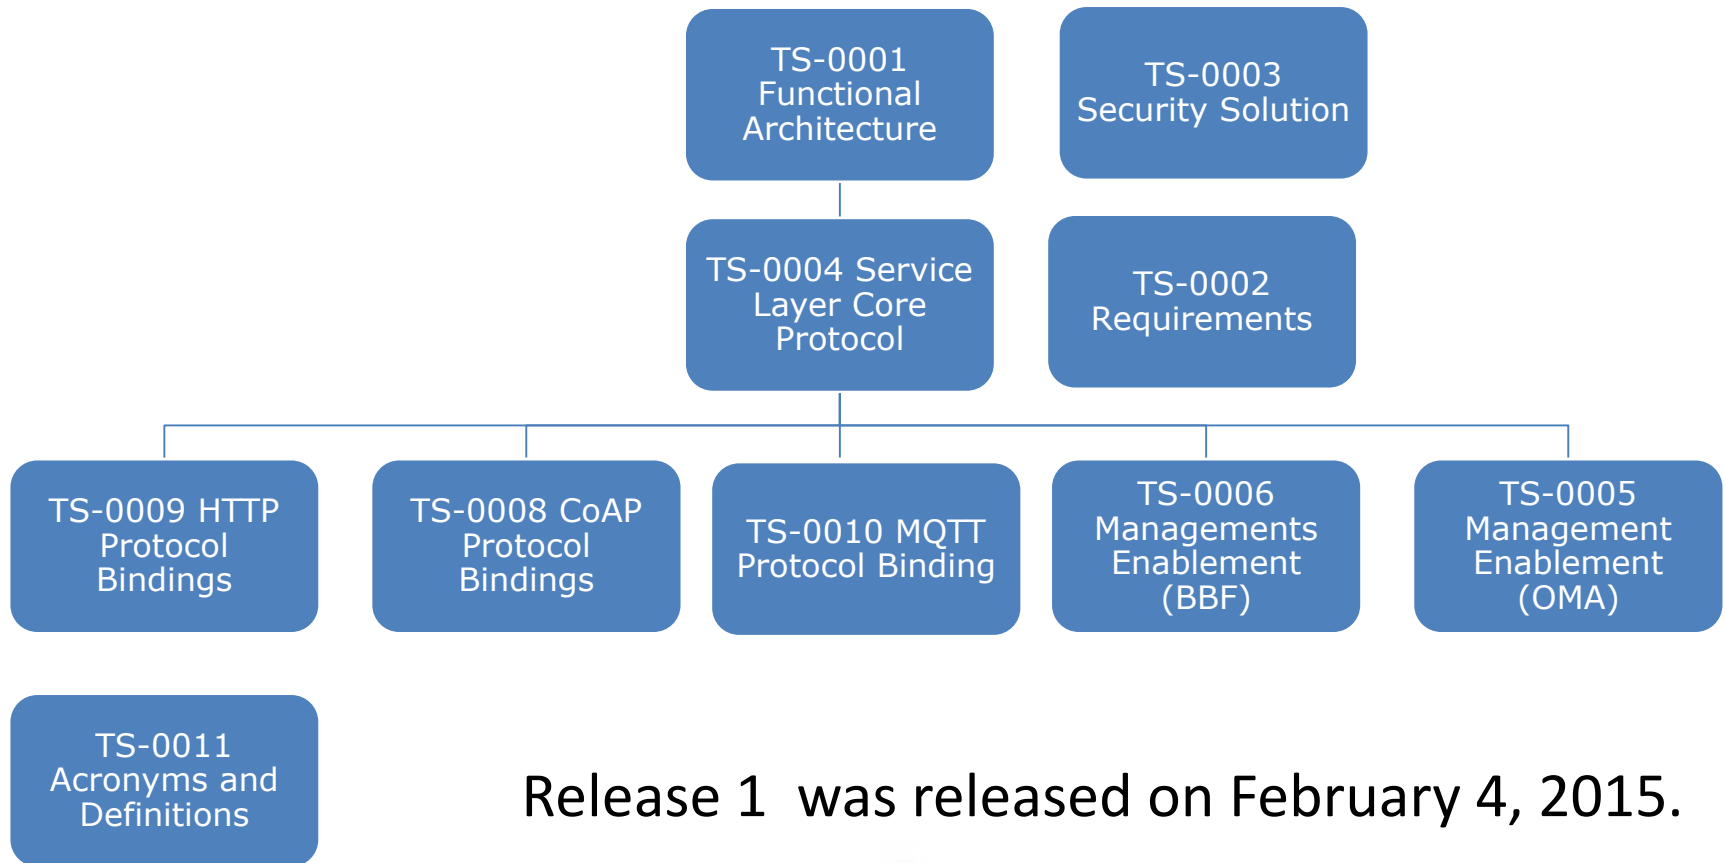 TS-0001
Functional
Architecture
TS-0003
Security Solution
TS-0004 Service
Layer Core
Protocol
TS-0002
Requirements
TS-0009 HTTP
Protocol
Bindings
TS-0008 CoAP
Protocol
Bindings
TS-0010 MQTT
Protocol Binding
TS-0006
Managements
Enablement
(BBF)
TS-0005
Management
Enablement
(OMA)
TS-0011
Acronyms and
Definitions
Release 1  was released on February 4, 2015.